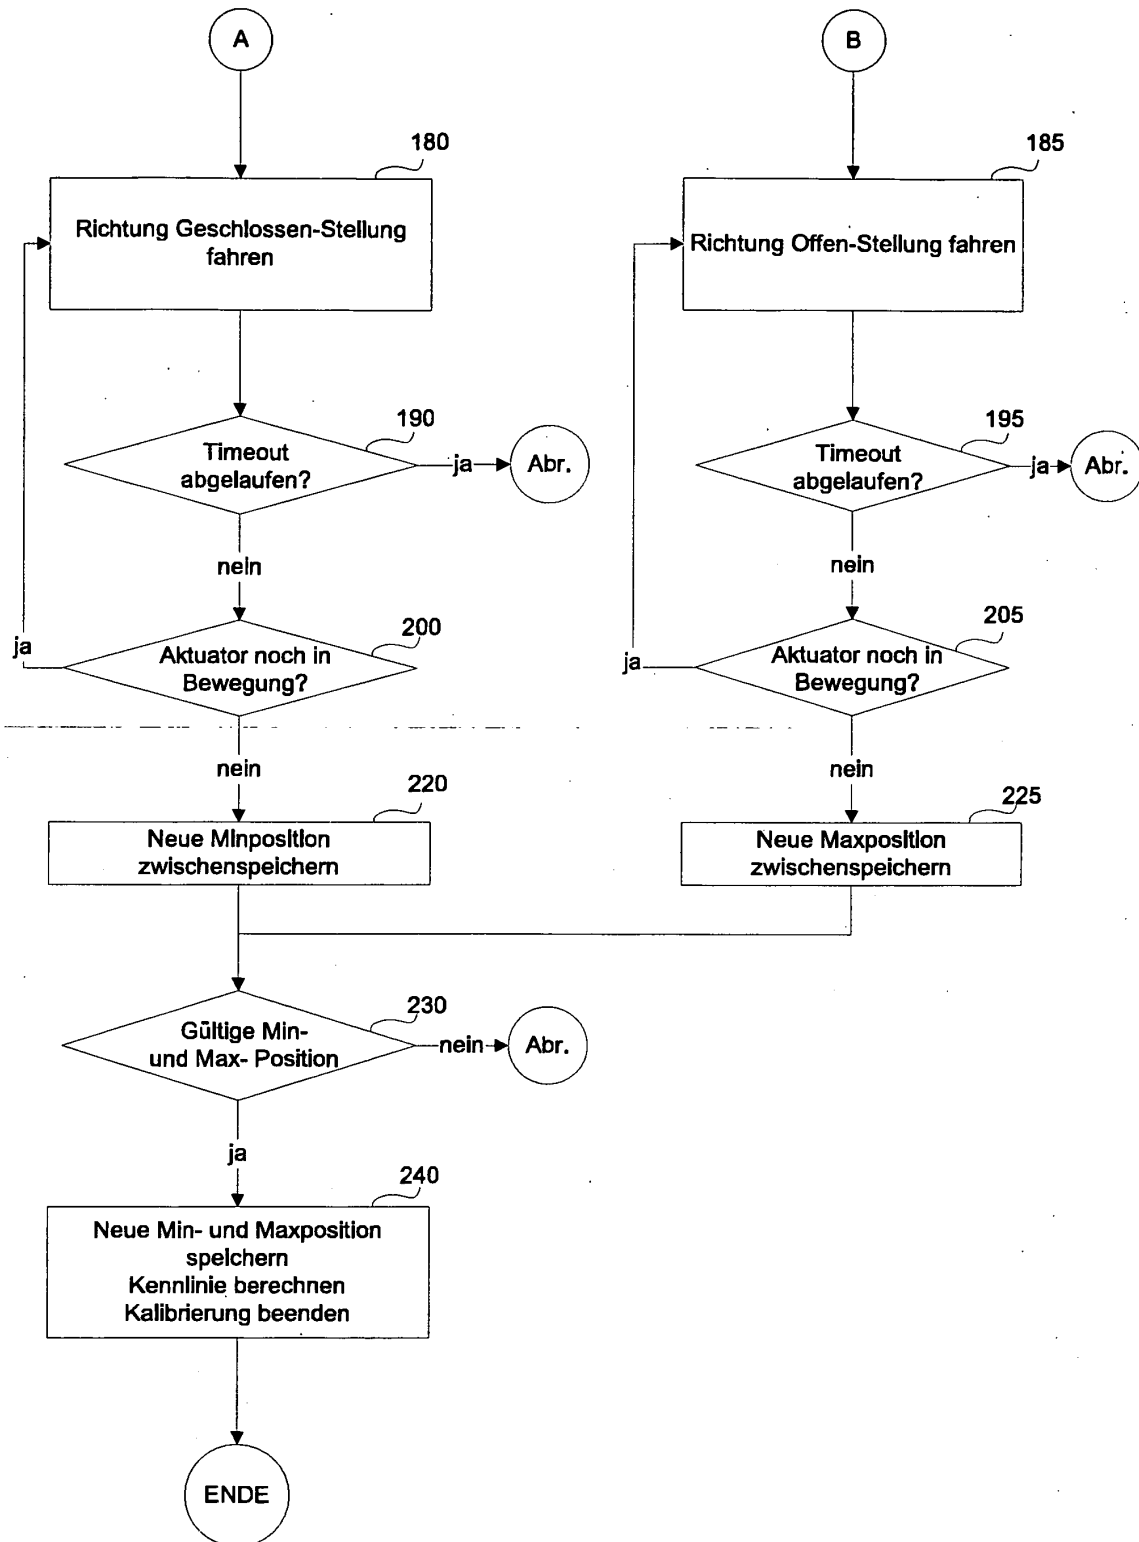 A
B
180
185
Richtung Geschlossen-Stellung
fahren
Richtung Offen-Stellung fahren
190
195
Timeout
abgelaufen?
ja
Abr.
Timeout
abgelaufen?
ja
Abr.
nein
nein
200
205
ja
Aktuator noch in
Bewegung?
ja
Aktuator noch in
Bewegung?
nein
nein
220
225
Neue Minposition
zwischenspeichern
Neue Maxposition
zwischenspeichern
230
Gültige Min-
und Max- Position
nein
Abr.
ja
240
Neue Min- und Maxposition
speichern
Kennlinie berechnen
Kalibrierung beenden
ENDE